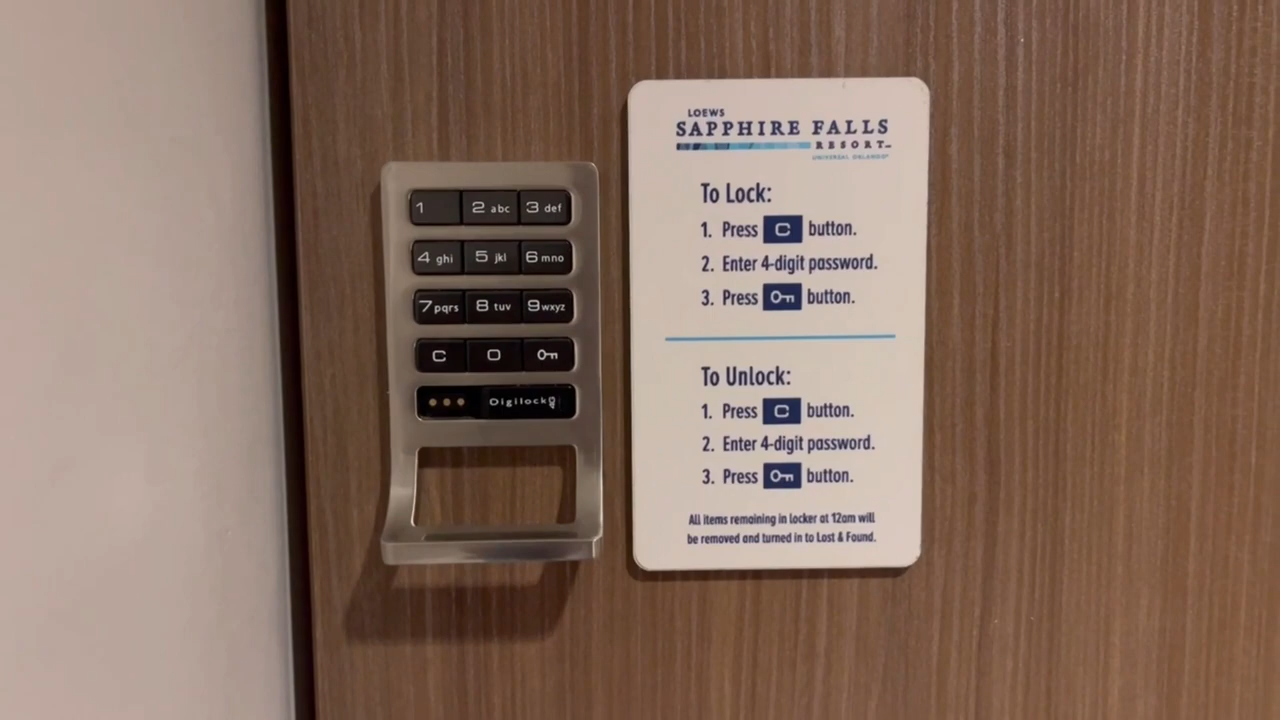 1 2 abc 3 def
4 ghi 5 jkl 6 mno
7 pqrs 8 tuv 9 wxyz
C 0
Digilock
LOEWS
SAPPHIRE FALLS
RESORT
UNIVERSAL ORLANDO
To Lock:
1. Press C button.
2. Enter 4-digit password.
3. Press button.
To Unlock:
1. Press C button.
2. Enter 4-digit password.
3. Press button.
All items remaining in locker at 12am will
be removed and turned in to Lost & Found.